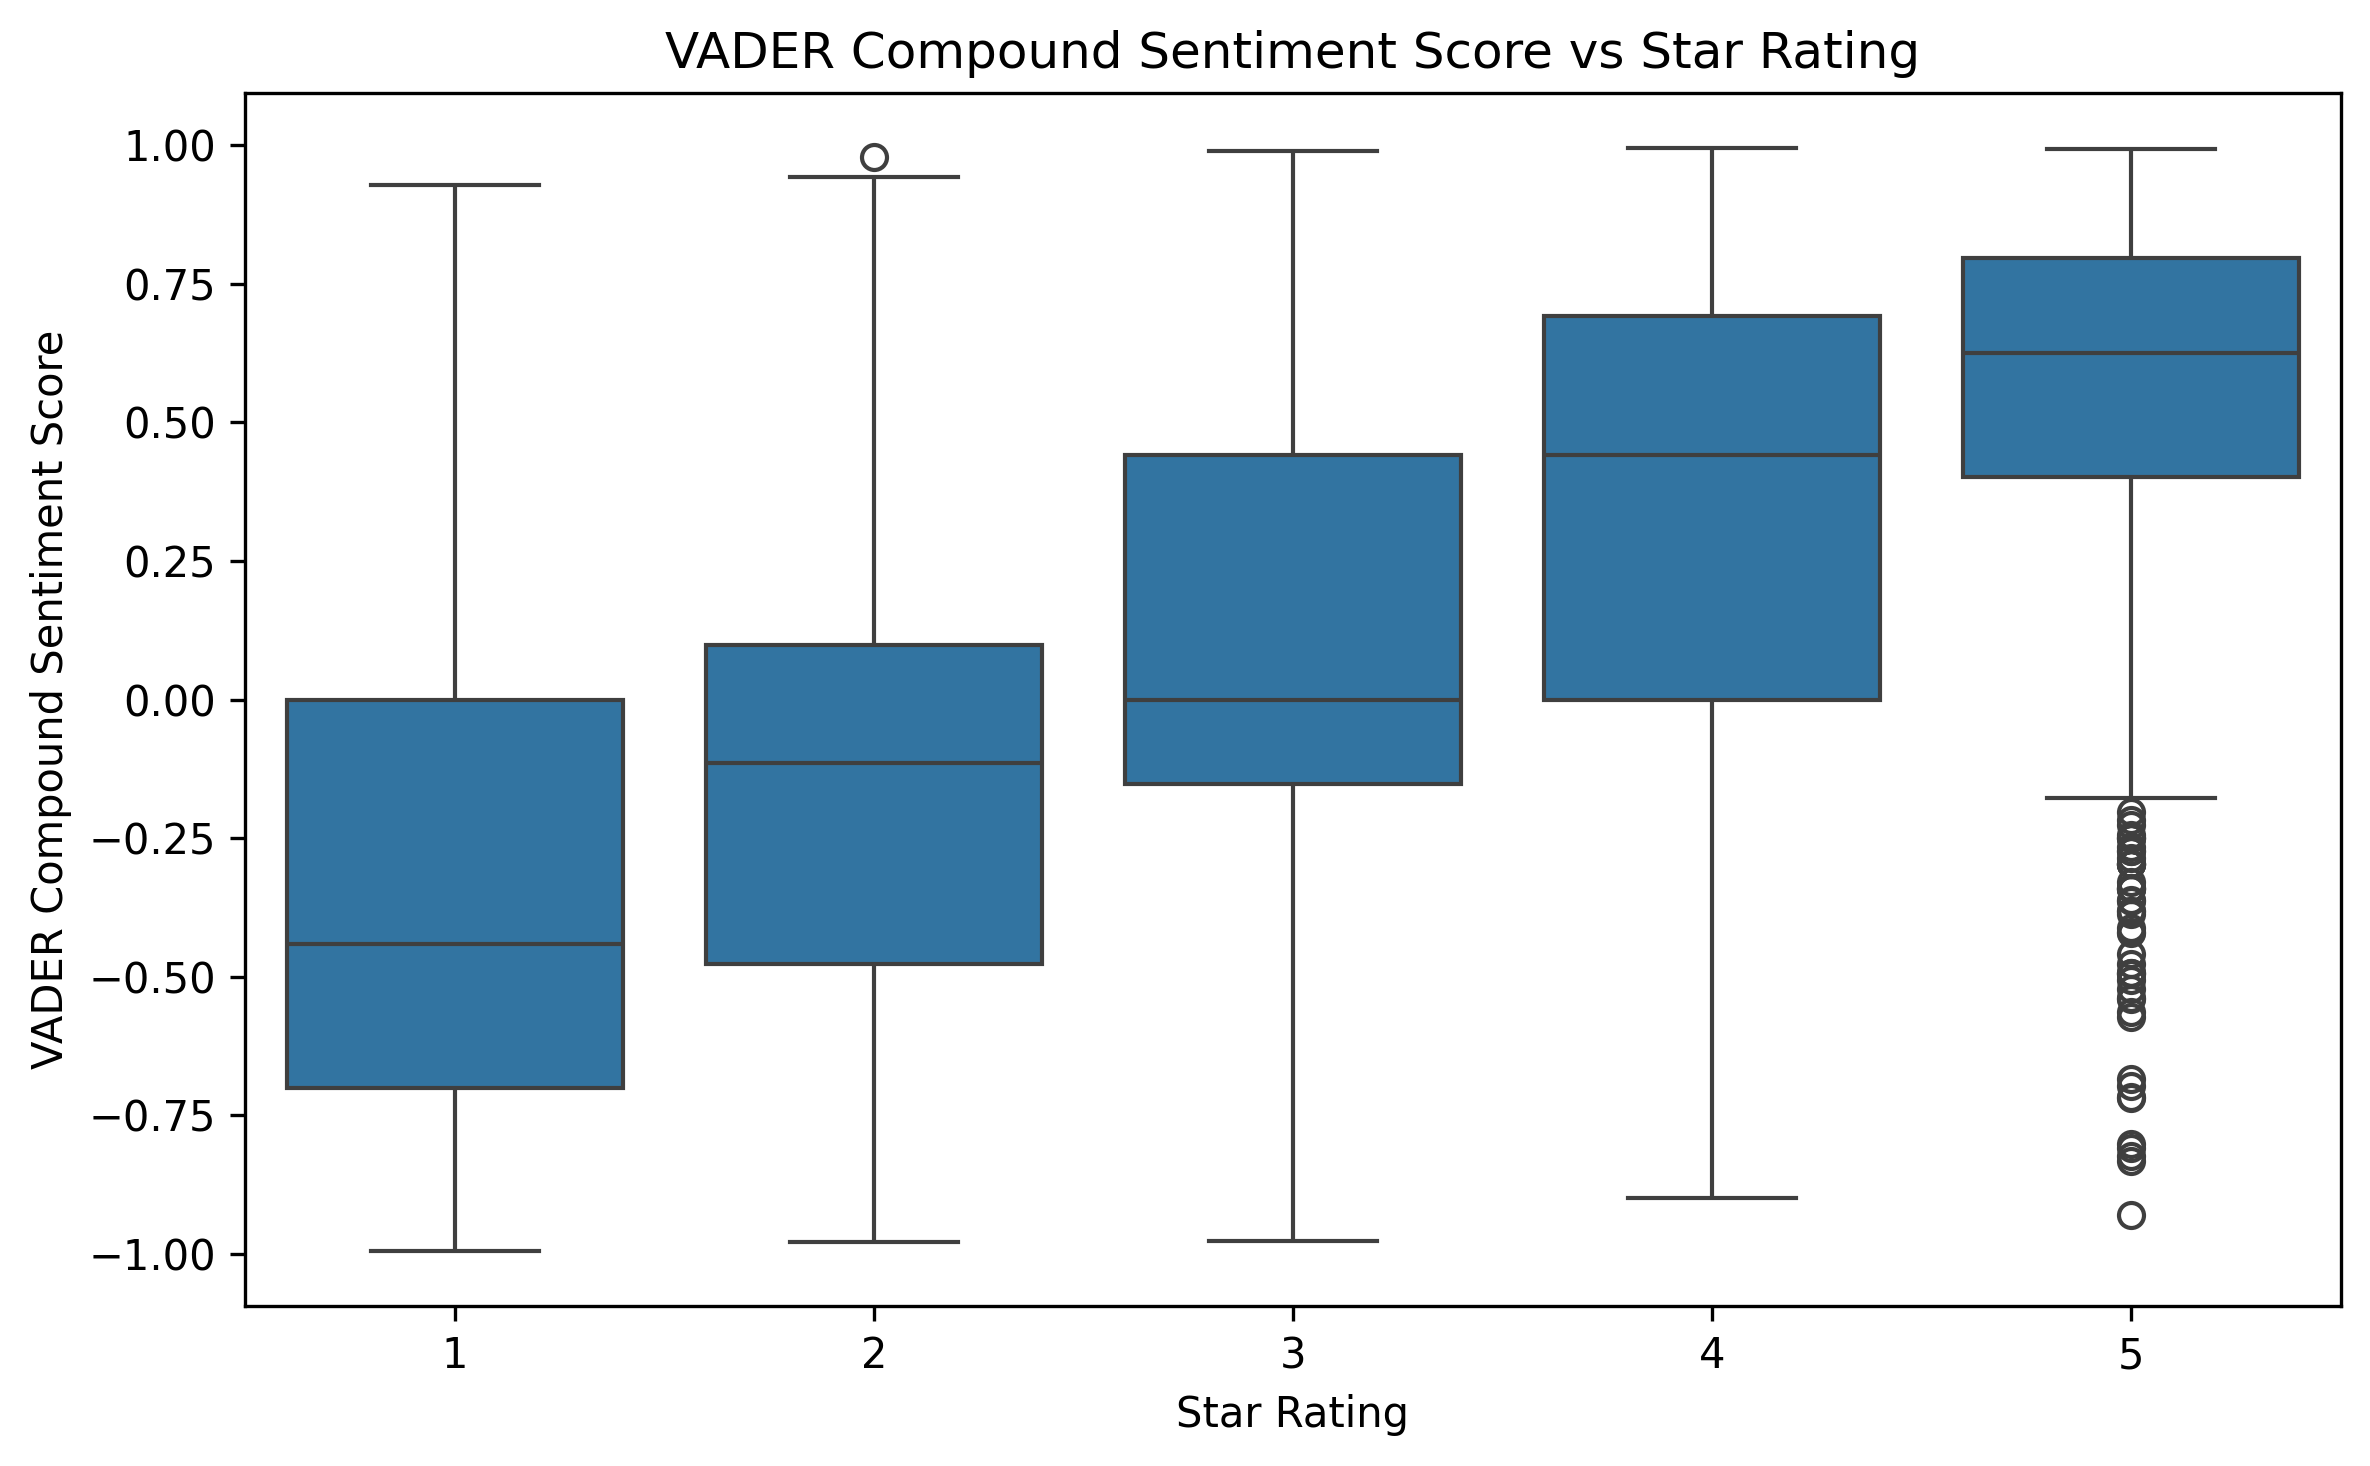 VADER Compound Sentiment Score vs Star Rating
VADER Compound Sentiment Score
1.00
0.75
0.50
0.25
0.00
−0.25
−0.50
−0.75
−1.00
1 2 3 4 5
Star Rating